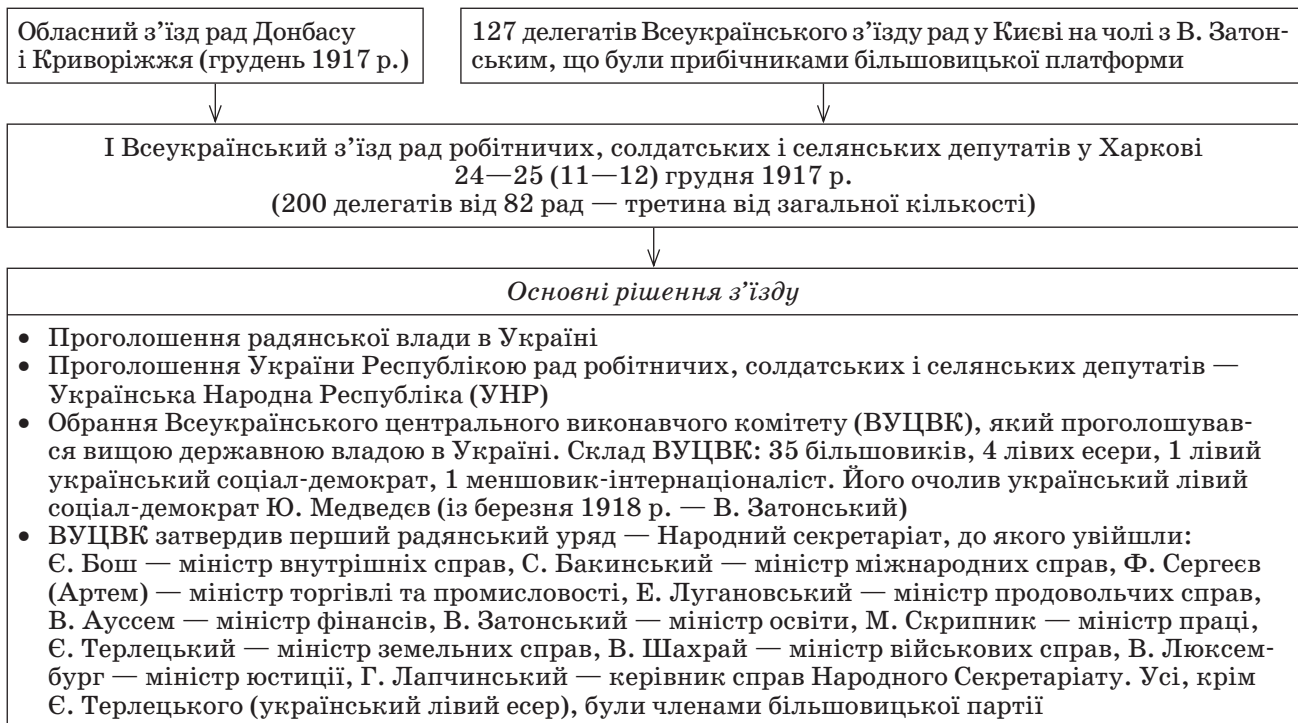 Обласний з’їзд рад Донбасу
і Криворіжжя (грудень 1917 р.)
127 делегатів Всеукраїнського з’їзду рад у Києві на чолі з В. Затон-
ським, що були прибічниками більшовицької платформи
І Всеукраїнський з’їзд рад робітничих, солдатських і селянських депутатів у Харкові
24—25 (11—12) грудня 1917 р.
(200 делегатів від 82 рад — третина від загальної кількості)
Основні рішення з’їзду
• Проголошення радянської влади в Україні
• Проголошення України Республікою рад робітничих, солдатських і селянських депутатів —
Українська Народна Республіка (УНР)
• Обрання Всеукраїнського центрального виконавчого комітету (ВУЦВК), який проголошував-
ся вищою державною владою в Україні. Склад ВУЦВК: 35 більшовиків, 4 лівих есери, 1 лівий
український соціал-демократ, 1 меншовик-інтернаціоналіст. Його очолив український лівий
соціал-демократ Ю. Медведєв (із березня 1918 р. — В. Затонський)
• ВУЦВК затвердив перший радянський уряд — Народний секретаріат, до якого увійшли:
Є. Бош — міністр внутрішніх справ, С. Бакинський — міністр міжнародних справ, Ф. Сергеєв
(Артем) — міністр торгівлі та промисловості, Е. Лугановський — міністр продовольчих справ,
В. Ауссем — міністр фінансів, В. Затонський — міністр освіти, М. Скрипник — міністр праці,
Є. Терлецький — міністр земельних справ, В. Шахрай — міністр військових справ, В. Люксем-
бург — міністр юстиції, Г. Лапчинський — керівник справ Народного Секретаріату. Усі, крім
Є. Терлецького (український лівий есер), були членами більшовицької партії